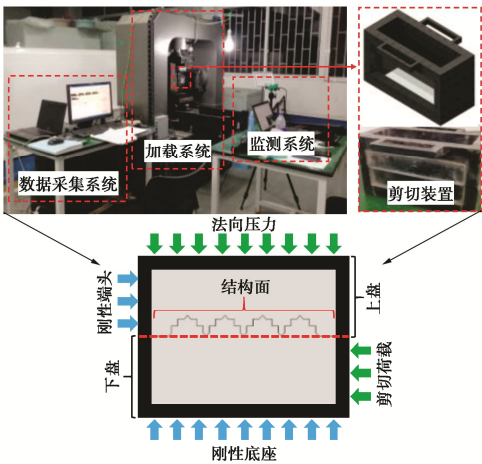 数据采集系统
加载系统
监测系统
剪切装置
法向压力
刚性端头
结构面
上盘
下盘
剪切荷载
刚性底座